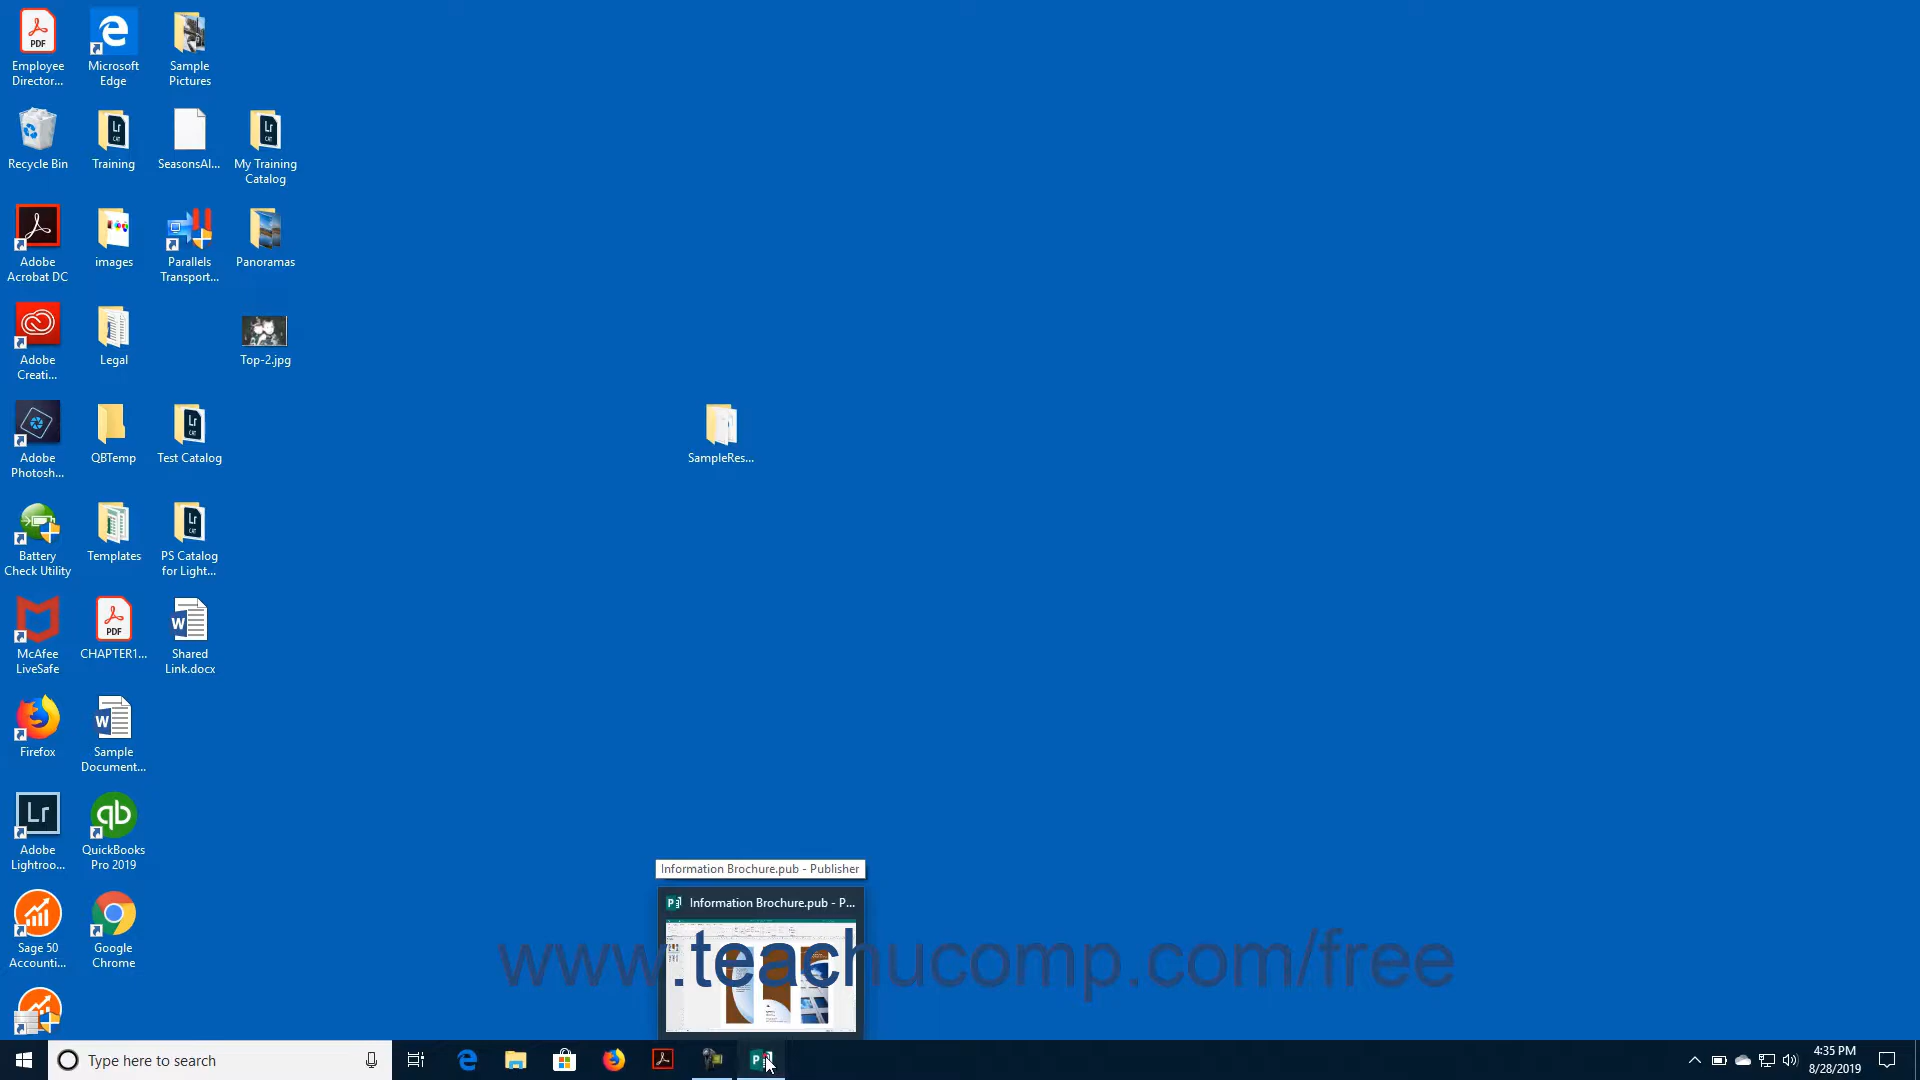 Employee
Director...
Microsoft
Edge
Sample
Pictures
Recycle Bin
Training
SeasonsAl...
My Training
Catalog
Adobe
Acrobat DC
images
Parallels
Transport...
Panoramas
Adobe
Creati...
Legal
Top-2.jpg
Adobe
Photosh...
QBTemp
Test Catalog
SampleRes...
Battery
Check Utility
Templates
PS Catalog
for Light...
McAfee
LiveSafe
CHAPTER1...
Shared
Link.docx
Firefox
Sample
Document...
Adobe
Lightroo...
QuickBooks
Pro 2019
Sage 50
Accounti...
Google
Chrome
Information Brochure.pub - Publisher
Information Brochure.pub - P...
www.teachucomp.com/free
Type here to search
4:35 PM
8/28/2019